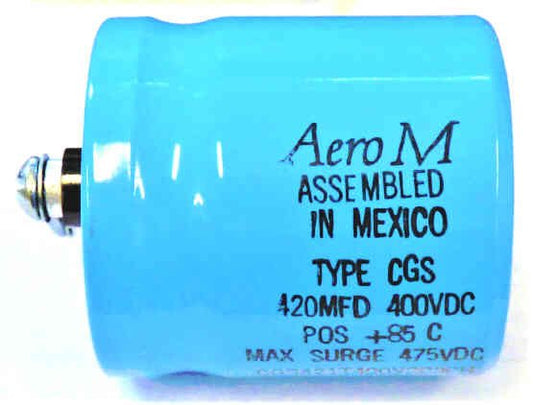 Aero M
ASSEMBLED
IN MEXICO
TYPE CGS
420MFD 400VDC
POS +85 C
MAX SURGE 475VDC